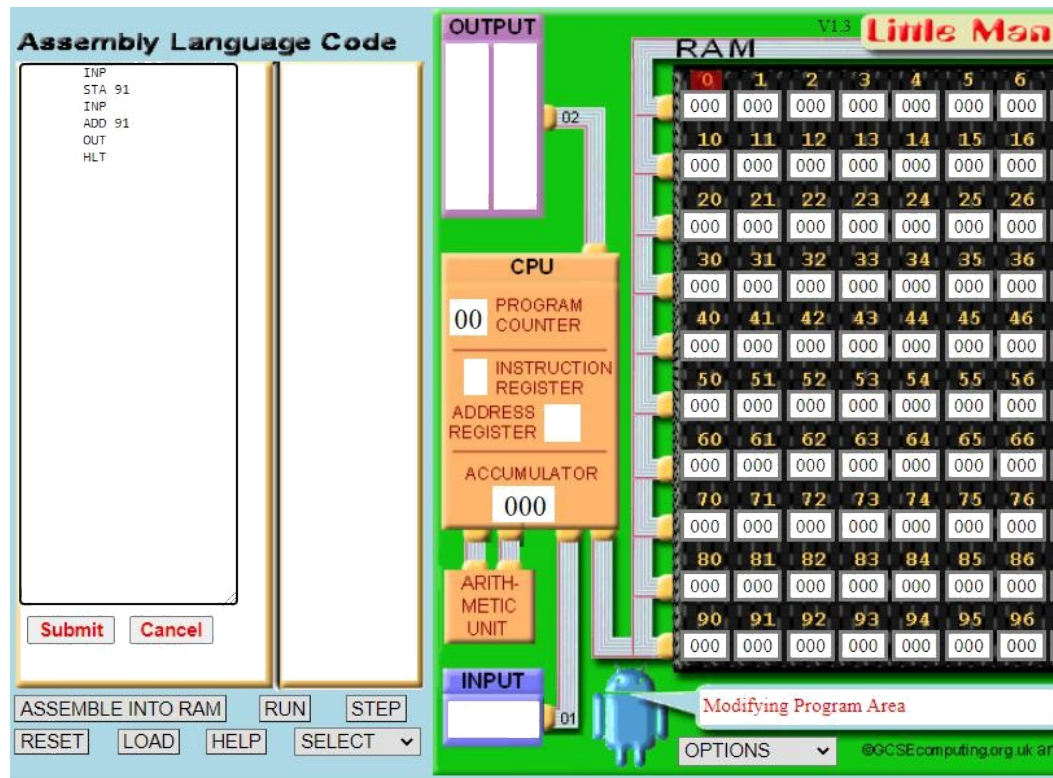 Assembly Language Code
INP
STA 91
INP
ADD 91
OUT
HLT
Submit Cancel
ASSEMBLE INTO RAM RUN STEP
RESET LOAD HELP SELECT
OUTPUT
02
CPU
00 PROGRAM
COUNTER
INSTRUCTION
REGISTER
ADDRESS
REGISTER
ACCUMULATOR
000
ARITH-
METIC
UNIT
INPUT
01
V1.3 Little Man
RAM
0 1 2 3 4 5 6
000 000 000 000 000 000 000
10 11 12 13 14 15 16
000 000 000 000 000 000 000
20 21 22 23 24 25 26
000 000 000 000 000 000 000
30 31 32 33 34 35 36
000 000 000 000 000 000 000
40 41 42 43 44 45 46
000 000 000 000 000 000 000
50 51 52 53 54 55 56
000 000 000 000 000 000 000
60 61 62 63 64 65 66
000 000 000 000 000 000 000
70 71 72 73 74 75 76
000 000 000 000 000 000 000
80 81 82 83 84 85 86
000 000 000 000 000 000 000
90 91 92 93 94 95 96
000 000 000 000 000 000 000
Modifying Program Area
OPTIONS ©GCSEcomputing.org.uk